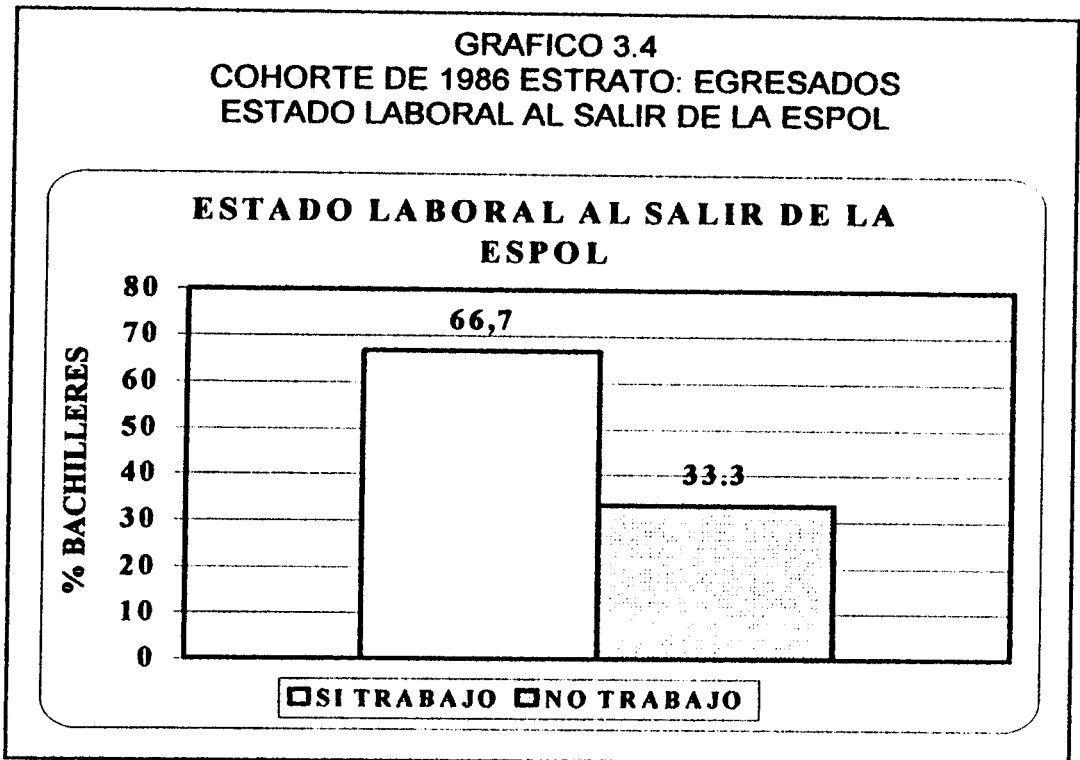 GRAFICO 3.4
COHORTE DE 1986 ESTRATO: EGRESADOS
ESTADO LABORAL AL SALIR DE LA ESPOL
ESTADO LABORAL AL SALIR DE LA
ESPOL
% BACHILLERES
80
70
60
50
40
30
20
10
0
66,7
33.3
SI TRABAJO NO TRABAJO